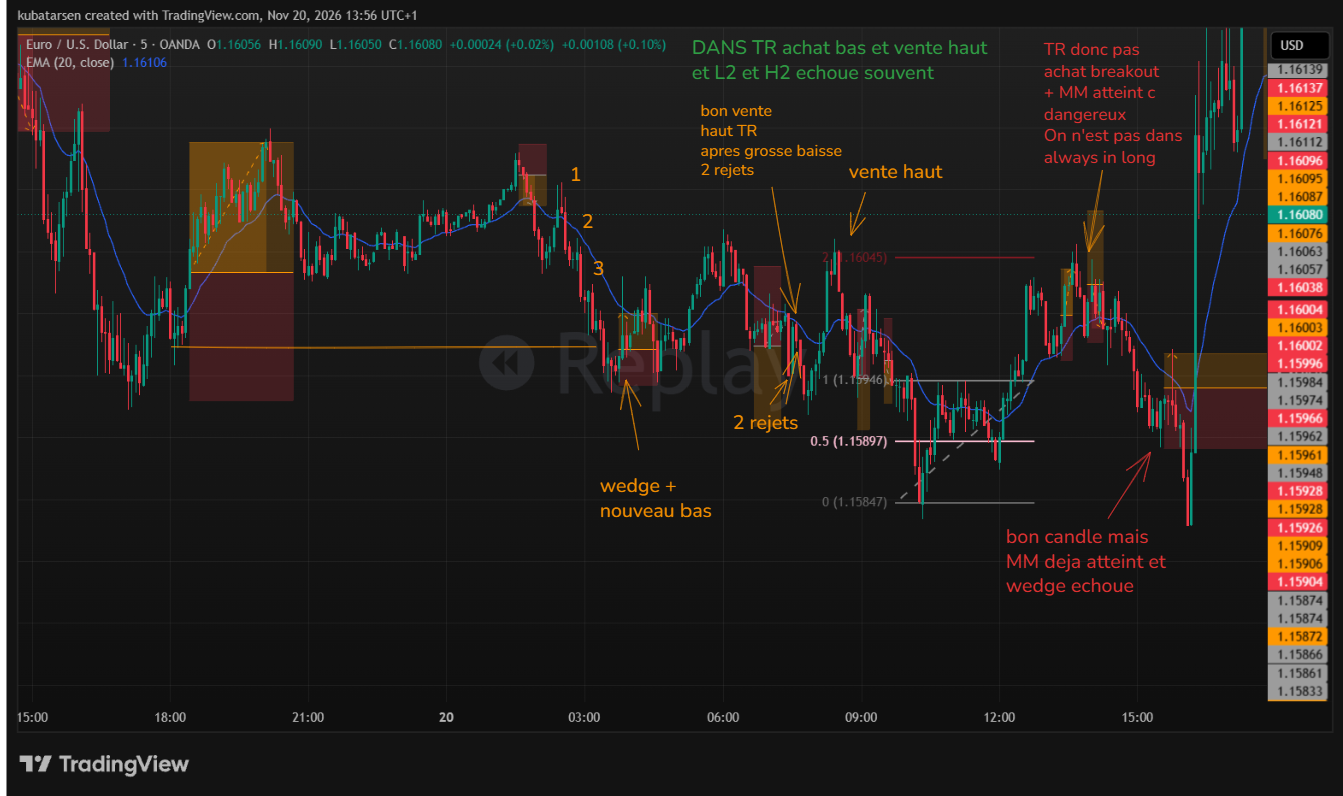 kubatarsen created with TradingView.com, Nov 20, 2026 13:56 UTC+1
Euro / U.S. Dollar · 5 · OANDA O1.16056 H1.16090 L1.16050 C1.16080 +0.00024 (+0.02%) +0.00108 (+0.10%)
EMA (20, close) 1.16106
DANS TR achat bas et vente haut
et L2 et H2 echoue souvent
TR donc pas
achat breakout
+ MM atteint c
dangereux
On n'est pas dans
always in long
bon vente
haut TR
apres grosse baisse
2 rejets
vente haut
1
2
3
2 (1.16045)
Replay
1 (1.15946)
2 rejets
0.5 (1.15897)
0 (1.15847)
wedge +
nouveau bas
bon candle mais
MM deja atteint et
wedge echoue
USD
1.16139
1.16137
1.16125
1.16121
1.16112
1.16096
1.16095
1.16087
1.16080
1.16076
1.16063
1.16057
1.16038
1.16004
1.16003
1.16002
1.15996
1.15984
1.15974
1.15966
1.15962
1.15961
1.15948
1.15928
1.15928
1.15926
1.15909
1.15906
1.15904
1.15874
1.15874
1.15872
1.15866
1.15861
1.15833
15:00
18:00
21:00
20
03:00
06:00
09:00
12:00
15:00
TradingView